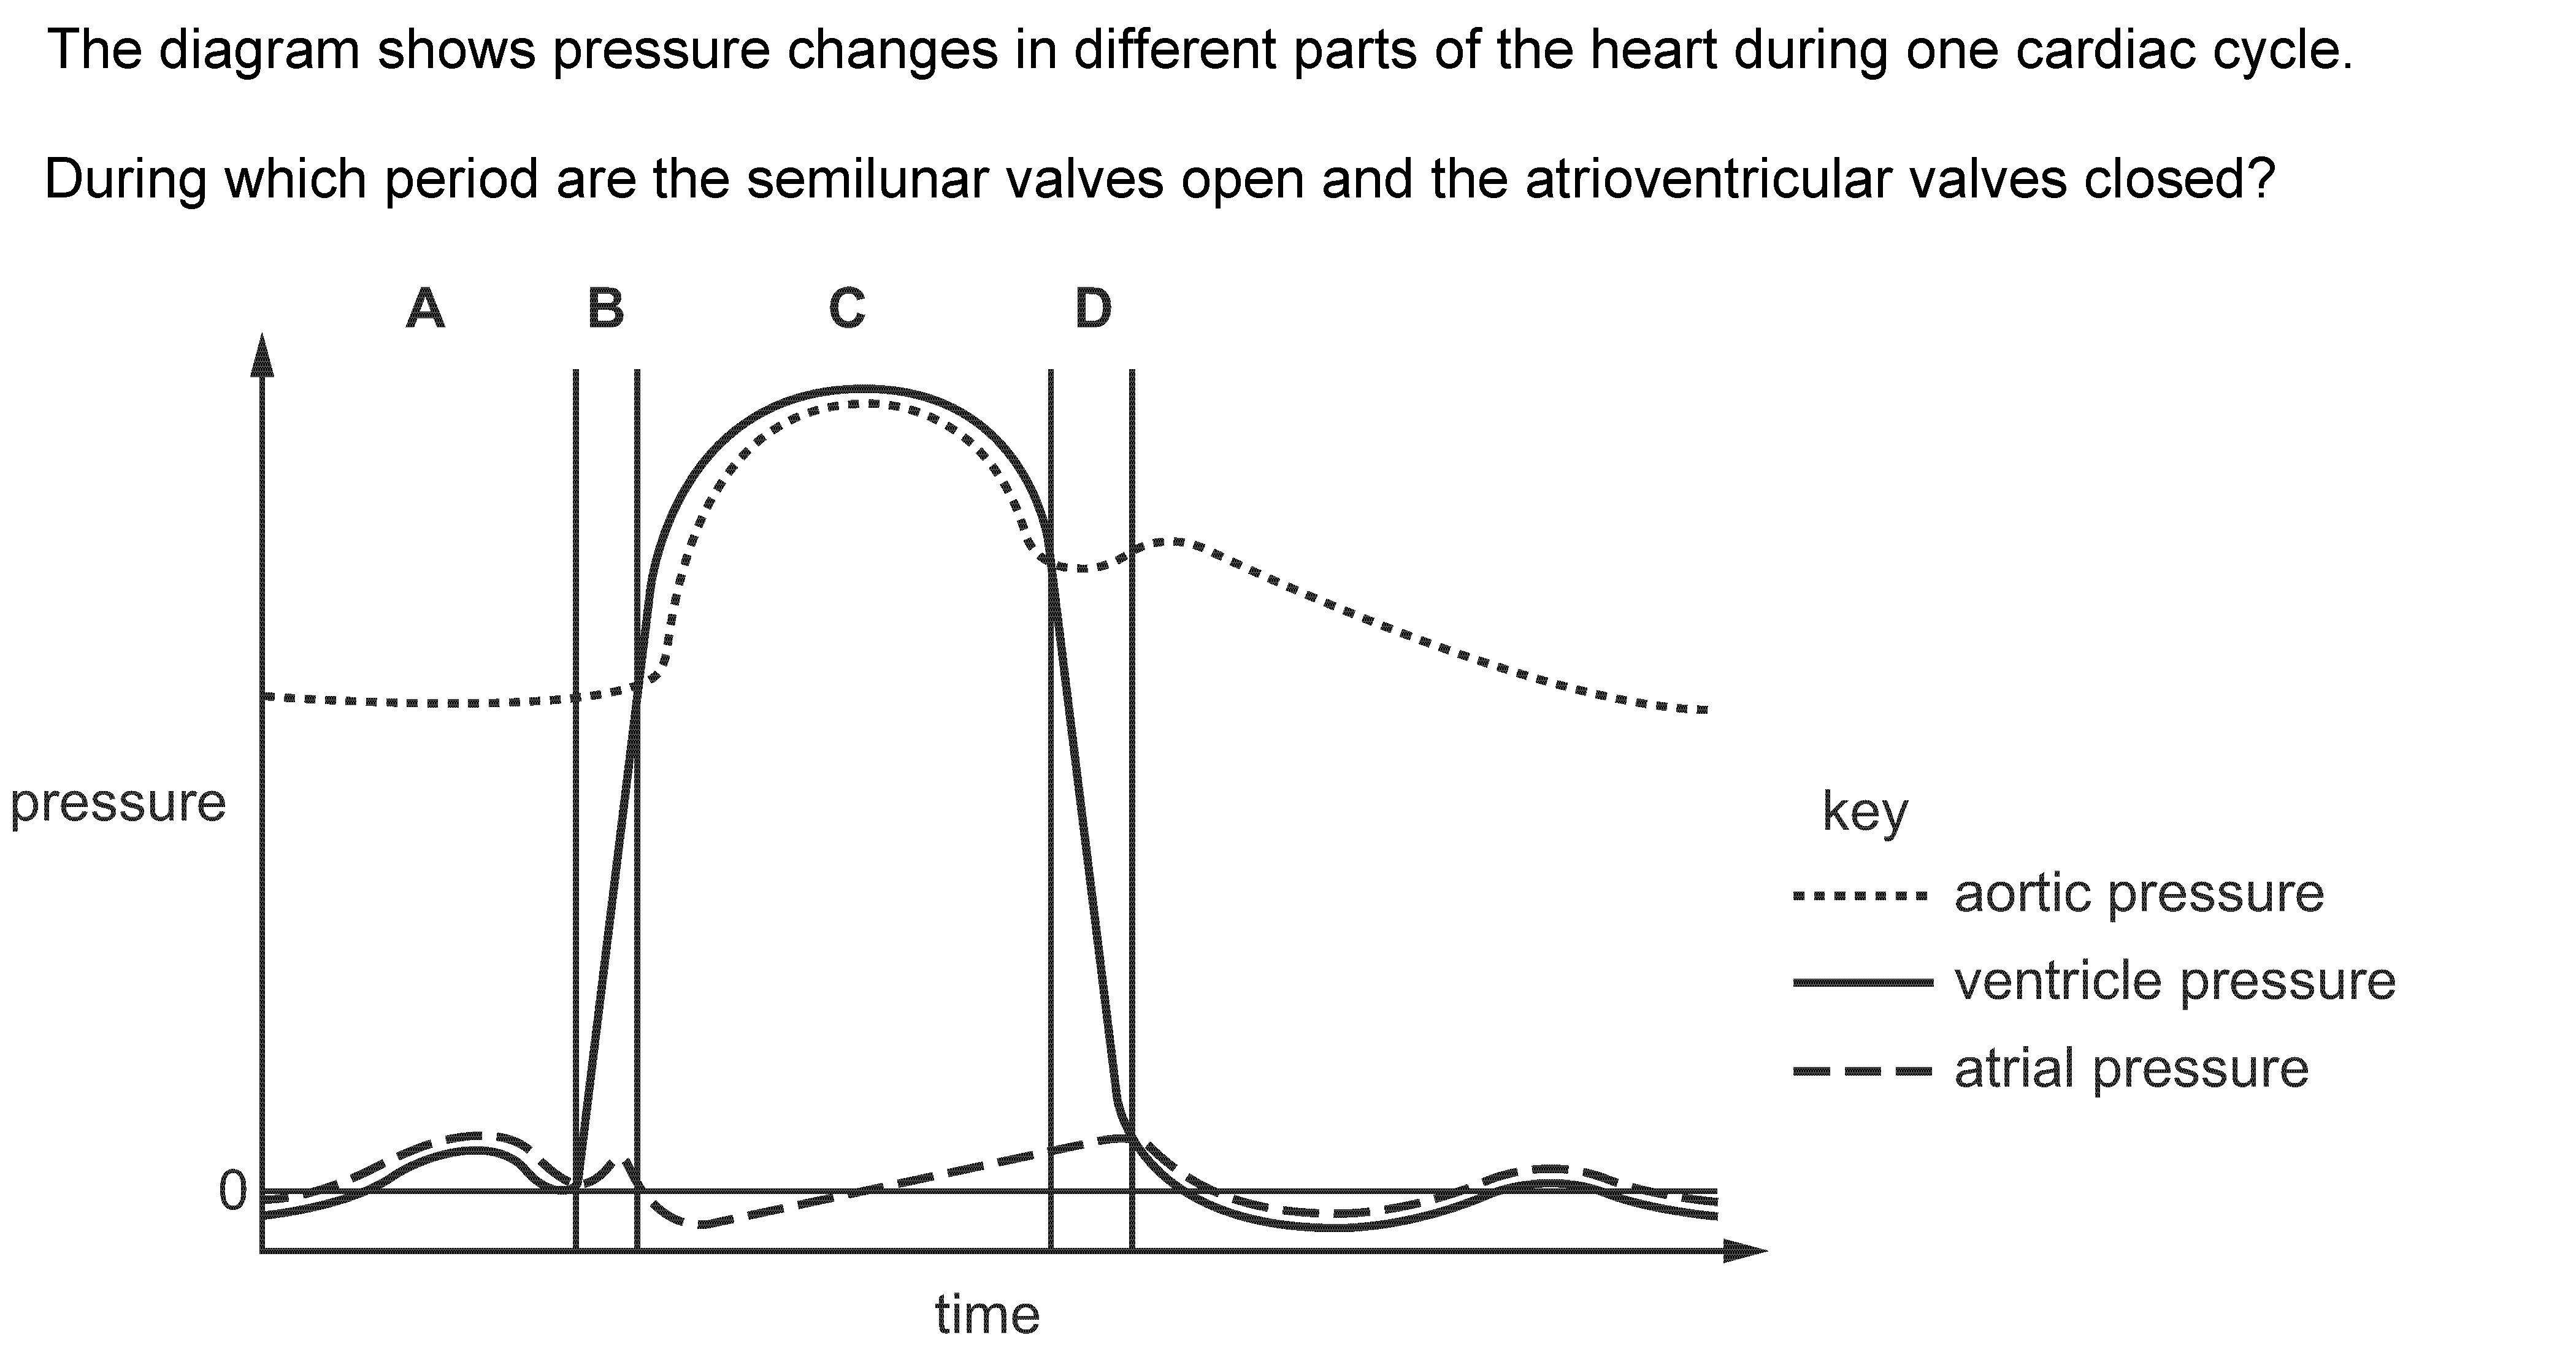 The diagram shows pressure changes in different parts of the heart during one cardiac cycle.
During which period are the semilunar valves open and the atrioventricular valves closed?
A B C D
pressure
key
aortic pressure
ventricle pressure
atrial pressure
0
time